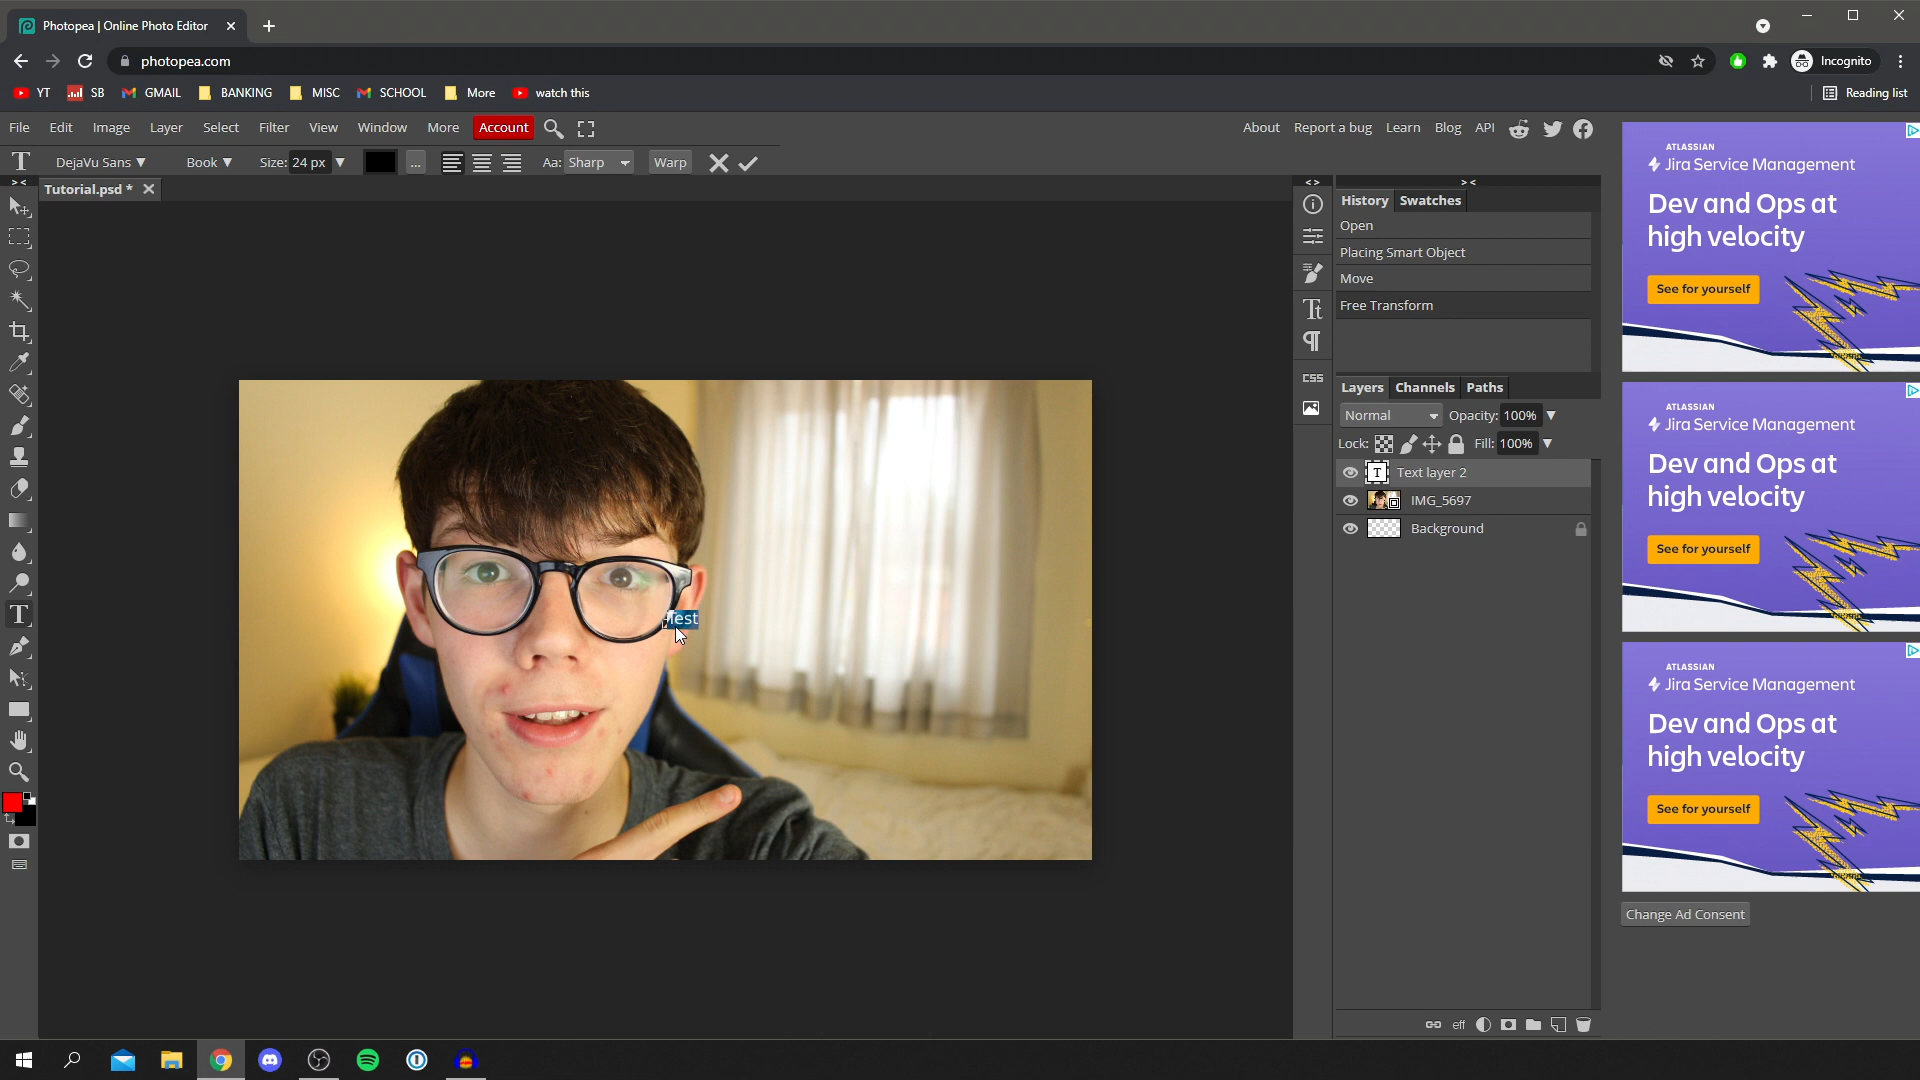 Photopea | Online Photo Editor
photopea.com
Incognito
YT
SB
GMAIL
BANKING
MISC
SCHOOL
More
watch this
Reading list
File
Edit
Image
Layer
Select
Filter
View
Window
More
Account
About
Report a bug
Learn
Blog
API
DejaVu Sans
Book
Size: 24 px
...
Aa: Sharp
Warp
Tutorial.psd *
History
Swatches
Open
Placing Smart Object
Move
Free Transform
CSS
Layers
Channels
Paths
Normal
Opacity: 100%
Lock:
Fill: 100%
Text layer 2
IMG_5697
Background
Test
eff
ATLASSIAN
Jira Service Management
Dev and Ops at
high velocity
See for yourself
ATLASSIAN
Jira Service Management
Dev and Ops at
high velocity
See for yourself
ATLASSIAN
Jira Service Management
Dev and Ops at
high velocity
See for yourself
Change Ad Consent